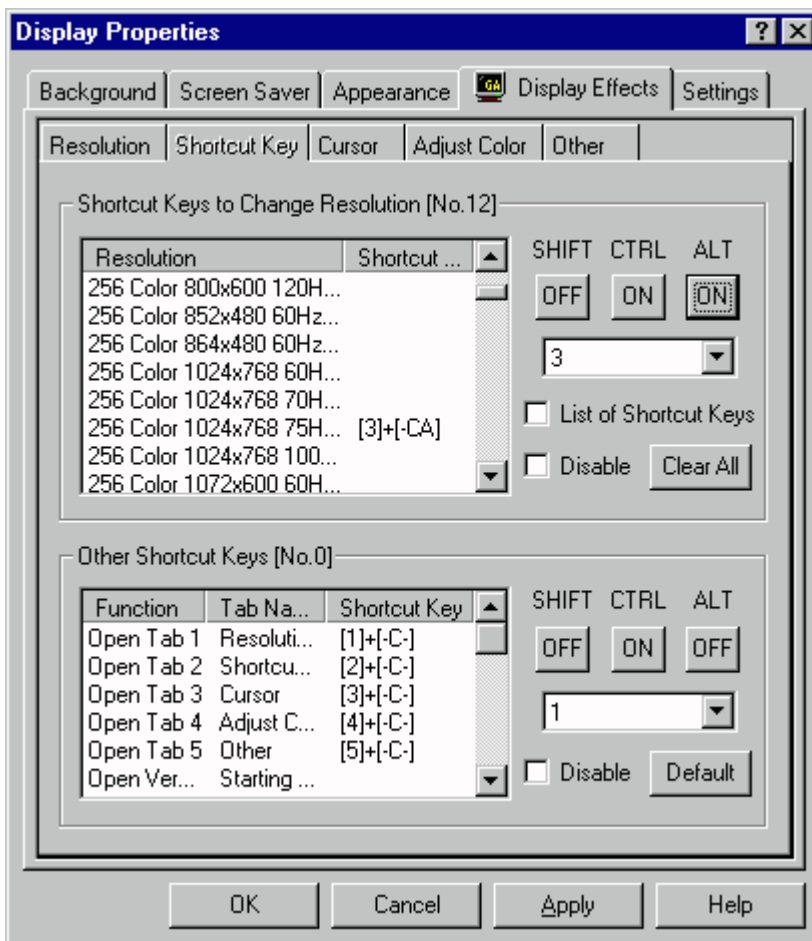 Display Properties
Background Screen Saver Appearance GA Display Effects Settings
Resolution Shortcut Key Cursor Adjust Color Other
Shortcut Keys to Change Resolution [No.12]
Resolution Shortcut ...
256 Color 800x600 120H...
256 Color 852x480 60Hz...
256 Color 864x480 60Hz...
256 Color 1024x768 60H...
256 Color 1024x768 70H...
256 Color 1024x768 75H... [3]+[-CA]
256 Color 1024x768 100...
256 Color 1072x600 60H...
SHIFT CTRL ALT
OFF ON ON
3
List of Shortcut Keys
Disable Clear All
Other Shortcut Keys [No.0]
Function Tab Na... Shortcut Key
Open Tab 1 Resoluti... [1]+[-C-]
Open Tab 2 Shortcu... [2]+[-C-]
Open Tab 3 Cursor [3]+[-C-]
Open Tab 4 Adjust C... [4]+[-C-]
Open Tab 5 Other [5]+[-C-]
Open Ver... Starting ...
SHIFT CTRL ALT
OFF ON OFF
1
Disable Default
OK Cancel Apply Help